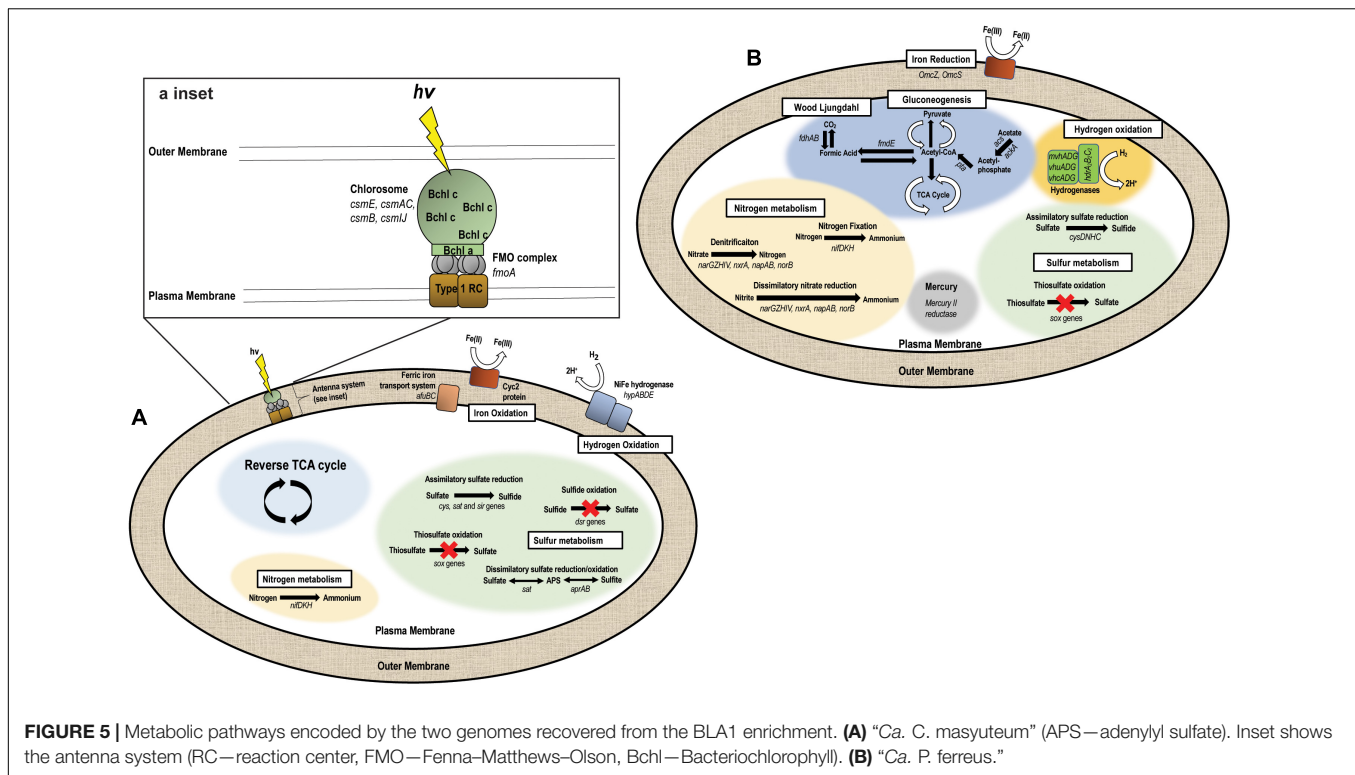 a inset
hv
Outer Membrane
Chlorosome
csmE, csmAC,
csmB, csmIJ
Bchl c
Bchl c
Bchl c
Bchl c
Bchl a
FMO complex
fmoA
Type 1 RC
Plasma Membrane
A
hv
Antenna system
(see inset)
Ferric iron
transport system
afuBC
Fe(II)
Fe(III)
Cyc2
protein
Iron Oxidation
H2
2H+
NiFe hydrogenase
hypABDE
Hydrogen Oxidation
Reverse TCA cycle
Assimilatory sulfate reduction
Sulfate
Sulfide
cys, sat and sir genes
Sulfide oxidation
Sulfide
Sulfate
dsr genes
Thiosulfate oxidation
Thiosulfate
Sulfate
sox genes
Sulfur metabolism
Dissimilatory sulfate reduction/oxidation
Sulfate
APS
Sulfite
sat
aprAB
Nitrogen metabolism
Nitrogen
Ammonium
nifDKH
Plasma Membrane
Outer Membrane
B
Fe(III)
Fe(II)
Iron Reduction
OmcZ, OmcS
Wood Ljungdahl
Gluconeogenesis
CO2
fdhAB
Formic Acid
fmdE
Pyruvate
Acetyl-CoA
TCA Cycle
Acetate
acs
ackA
Acetyl-
phosphate
ptb
Hydrogen oxidation
mvhADG
vhuADG
vhcADG
hdrA2B2C2
Hydrogenases
H2
2H+
Nitrogen metabolism
Nitrogen Fixation
Nitrogen
Ammonium
nifDKH
Denitrificaiton
Nitrate
Nitrogen
narGZHIV, nxrA, napAB, norB
Dissimilatory nitrate reduction
Nitrite
Ammonium
narGZHIV, nxrA, napAB, norB
Mercury
Mercury II
reductase
Assimilatory sulfate reduction
Sulfate
Sulfide
cysDNHC
Sulfur metabolism
Thiosulfate oxidation
Thiosulfate
Sulfate
sox genes
Plasma Membrane
Outer Membrane
FIGURE 5 | Metabolic pathways encoded by the two genomes recovered from the BLA1 enrichment. (A) “Ca. C. masyuteum” (APS—adenylyl sulfate). Inset shows
the antenna system (RC—reaction center, FMO—Fenna–Matthews–Olson, Bchl—Bacteriochlorophyll). (B) “Ca. P. ferreus.”